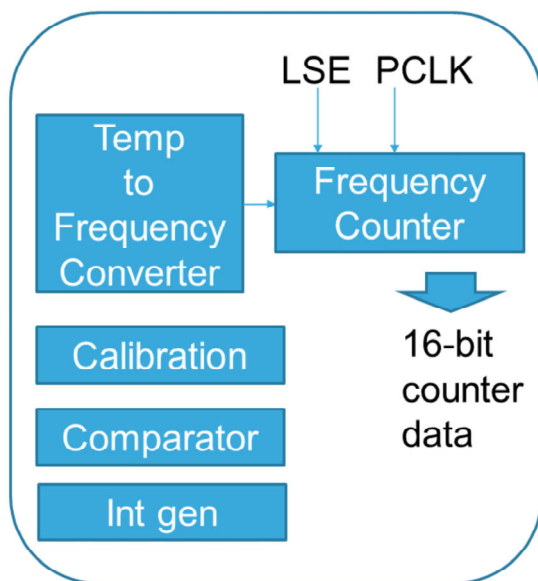 LSE PCLK
Temp
to
Frequency
Converter
Frequency
Counter
16-bit
counter
data
Calibration
Comparator
Int gen